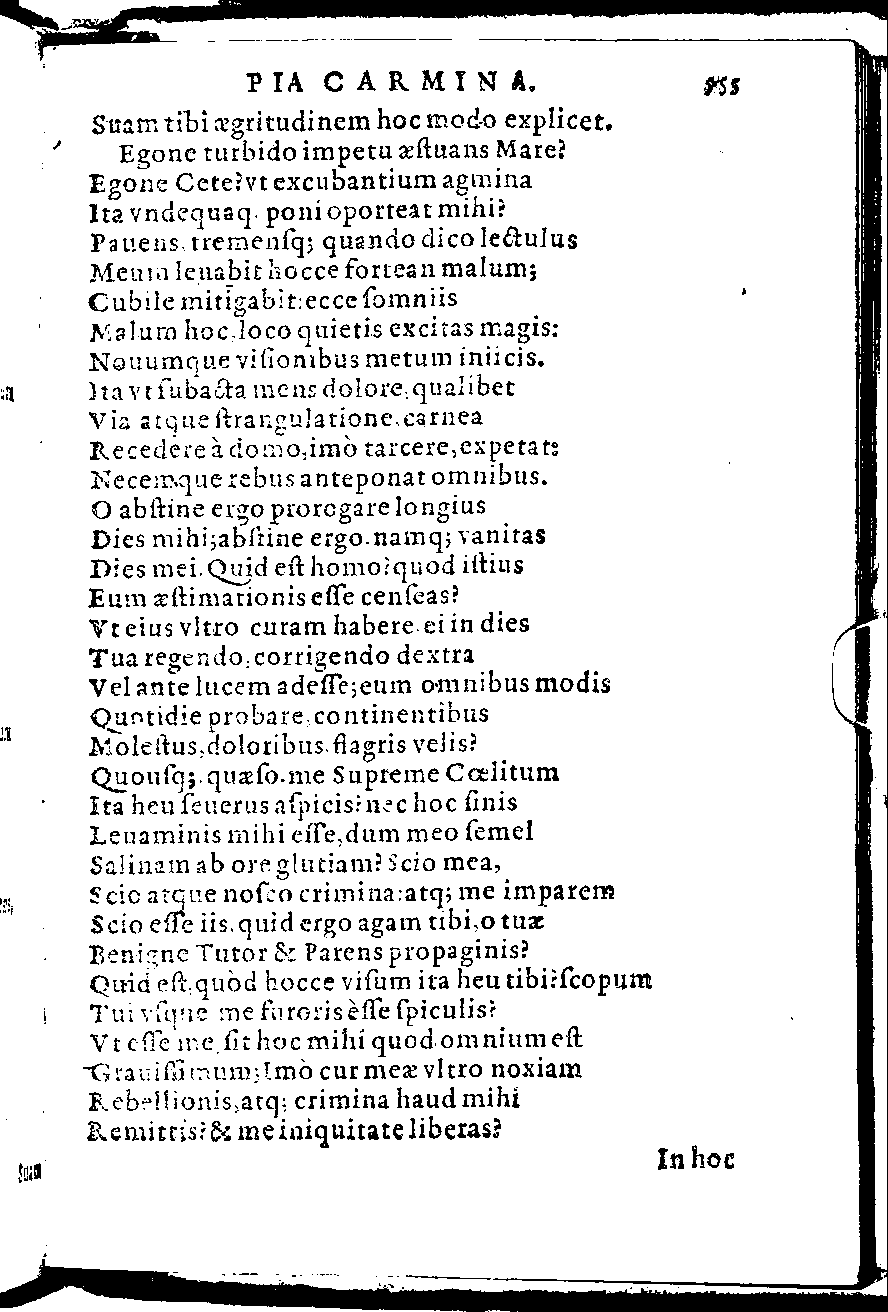 PIA CARMINA. 955
Suam tibi ægritudinem hoc modo explicet.
Egone turbido impetu æſtuans Mare?
Egone Cete? vt excubantium agmina
Ita vndequaq. poni oporteat mihi?
Pauens, tremenſq; quando dico lectulus
Meum leuabit hocce fortean malum;
Cubile mitigabit: ecce ſomniis
Malum hoc, loco quietis excitas magis:
Nouumque viſionibus metum iniicis.
Ita vt ſubacta mens dolore, qualibet
Via atque ſtrangulatione, carnea
Recedere à domo, imò carcere, expetat:
Necemque rebus anteponat omnibus.
O abſtine ergo prorogare longius
Dies mihi; abſtine ergo. namq; vanitas
Dies mei. Quid eſt homo? quod iſtius
Eum æſtimationis eſſe cenſeas?
Vt eius vltro curam habere. ei in dies
Tua regendo, corrigendo dextra
Vel ante lucem adeſſe; eum omnibus modis
Quotidie probare, continentibus
Moleſtus, doloribus, flagris velis?
Quouſq;, quæſo, me Supreme Cœlitum
Ita heu ſeuerus aſpicis? nec hoc ſinis
Leuaminis mihi eſſe, dum meo ſemel
Salinam ab ore glutiam? Scio mea,
Scio atque noſco crimina: atq; me imparem
Scio eſſe iis. quid ergo agam tibi, o tuæ
Benigne Tutor & Parens propaginis?
Quid eſt, quòd hocce viſum ita heu tibi? ſcopum
Tui vſque me furoris èſſe ſpiculis?
Vt eſſe me, ſit hoc mihi quod omnium eſt
Grauiſſimum; Imò cur meæ vltro noxiam
Rebellionis, atq; crimina haud mihi
Remittis? & me iniquitate liberas?
In hoc